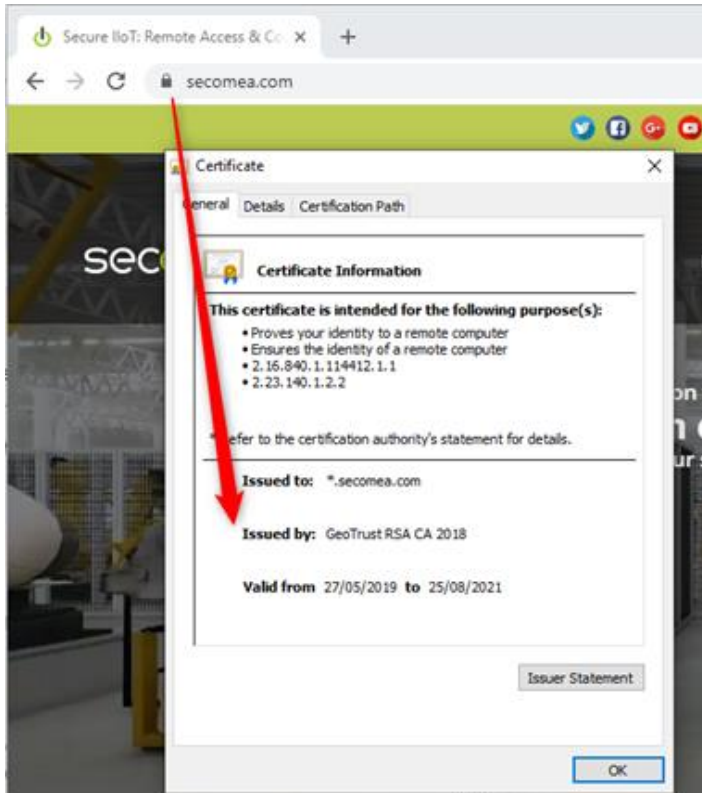 Secure IIoT: Remote Access & Co
secomea.com
Certificate
General Details Certification Path
sec
Certificate Information
This certificate is intended for the following purpose(s):
• Proves your identity to a remote computer
• Ensures the identity of a remote computer
• 2.16.840.1.114412.1.1
• 2.23.140.1.2.2
on
* Refer to the certification authority's statement for details.
ur s
Issued to: *.secomea.com
Issued by: GeoTrust RSA CA 2018
Valid from 27/05/2019 to 25/08/2021
Issuer Statement
OK